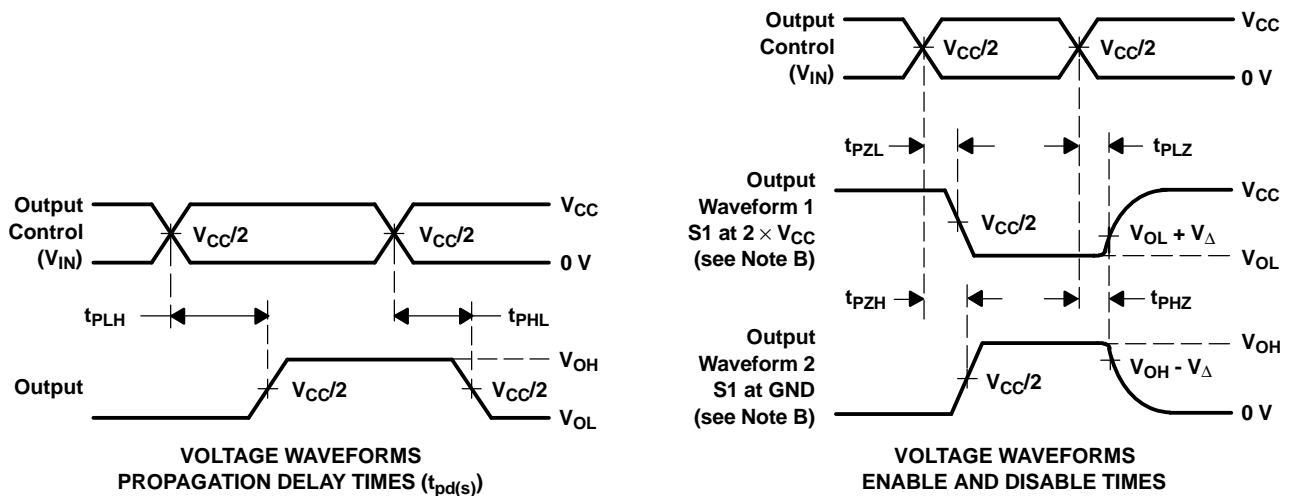 Output
Control
(VIN)
VCC/2
VCC/2
VCC
0 V
tPLH
tPHL
Output
VCC/2
VCC/2
VOH
VOL
VOLTAGE WAVEFORMS
PROPAGATION DELAY TIMES (tpd(s))
Output
Control
(VIN)
VCC/2
VCC/2
VCC
0 V
tPZL
tPLZ
Output
Waveform 1
S1 at 2 × VCC
(see Note B)
VCC/2
VCC
VOL + VΔ
VOL
tPZH
tPHZ
Output
Waveform 2
S1 at GND
(see Note B)
VCC/2
VOH
VOH - VΔ
0 V
VOLTAGE WAVEFORMS
ENABLE AND DISABLE TIMES